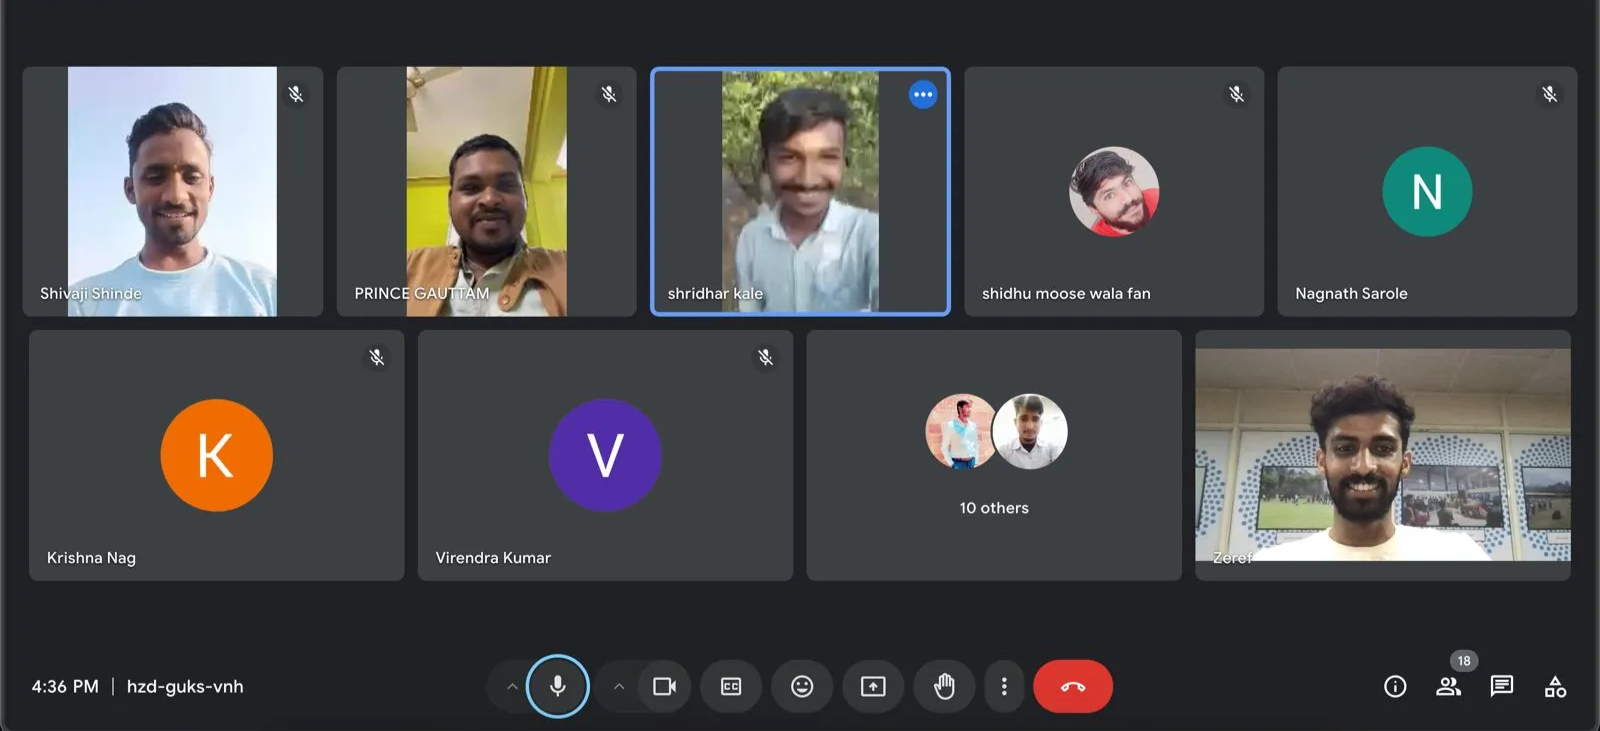 Shivaji Shinde
PRINCE GAUTTAM
shridhar kale
shidhu moose wala fan
N
Nagnath Sarole
K
Krishna Nag
V
Virendra Kumar
10 others
Zeref
4:36 PM | hzd-guks-vnh
CC
18